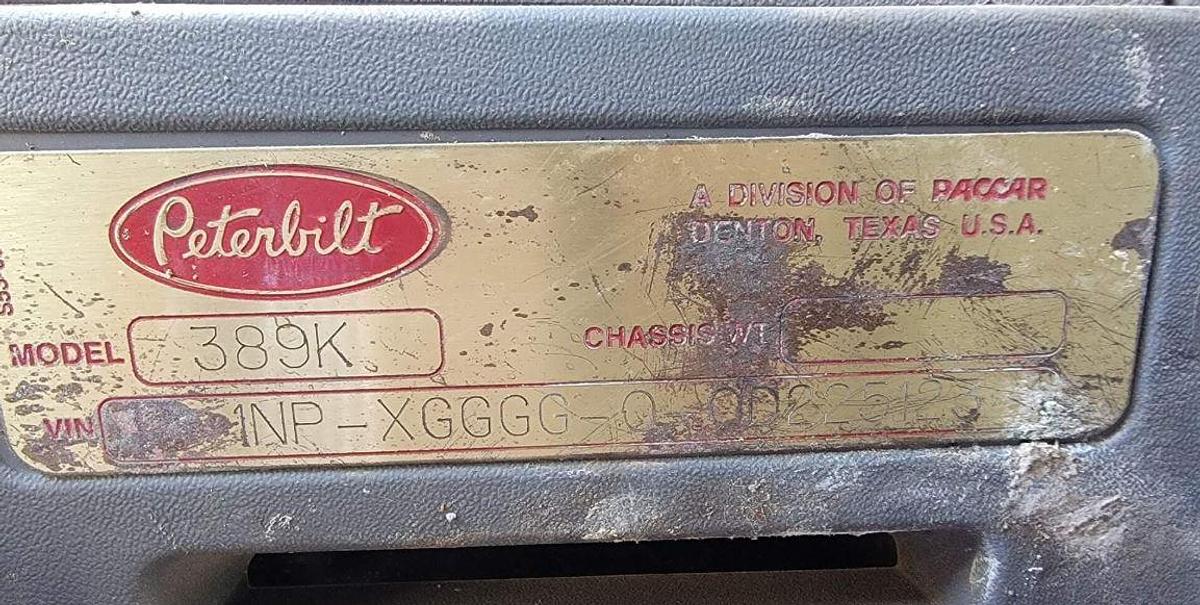 Peterbilt
A DIVISION OF PACCAR
DENTON, TEXAS U.S.A.
MODEL 389K
CHASSIS WT
VIN 1NP-XGGGG-0-